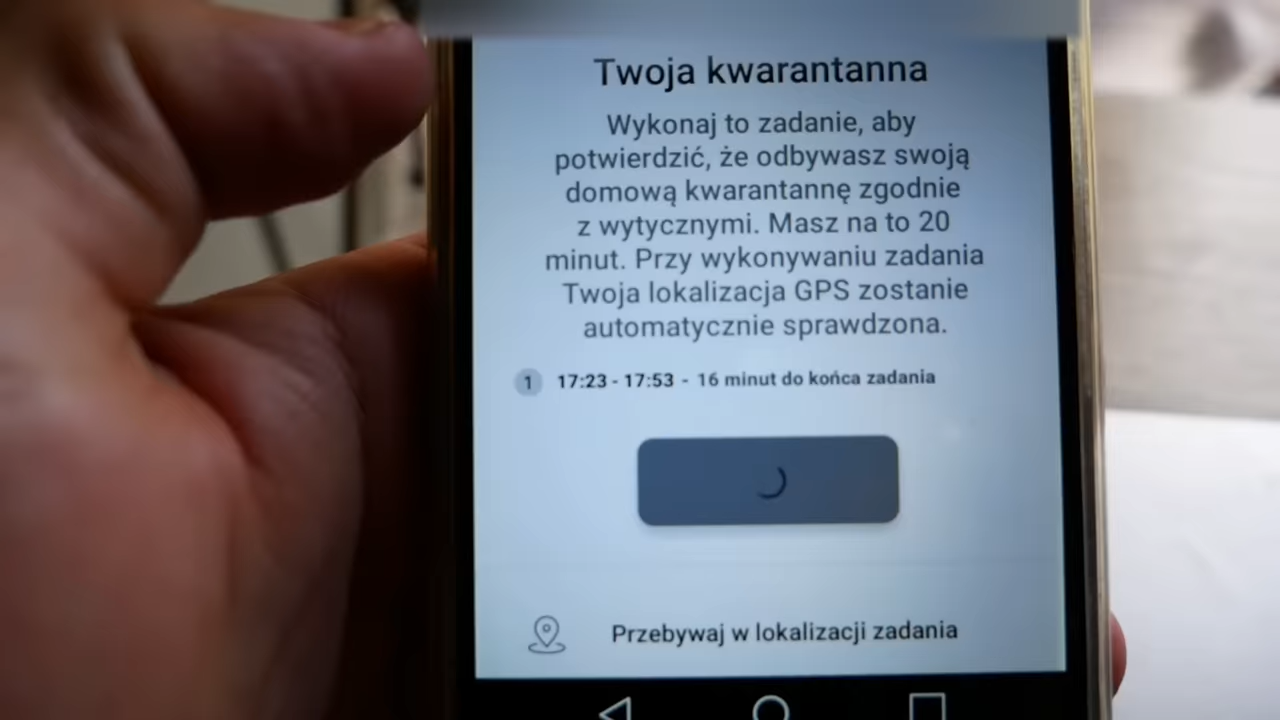 Twoja kwarantanna
Wykonaj to zadanie, aby
potwierdzić, że odbywasz swoją
domową kwarantannę zgodnie
z wytycznymi. Masz na to 20
minut. Przy wykonywaniu zadania
Twoja lokalizacja GPS zostanie
automatycznie sprawdzona.
1 17:23 - 17:53 - 16 minut do końca zadania
Przebywaj w lokalizacji zadania